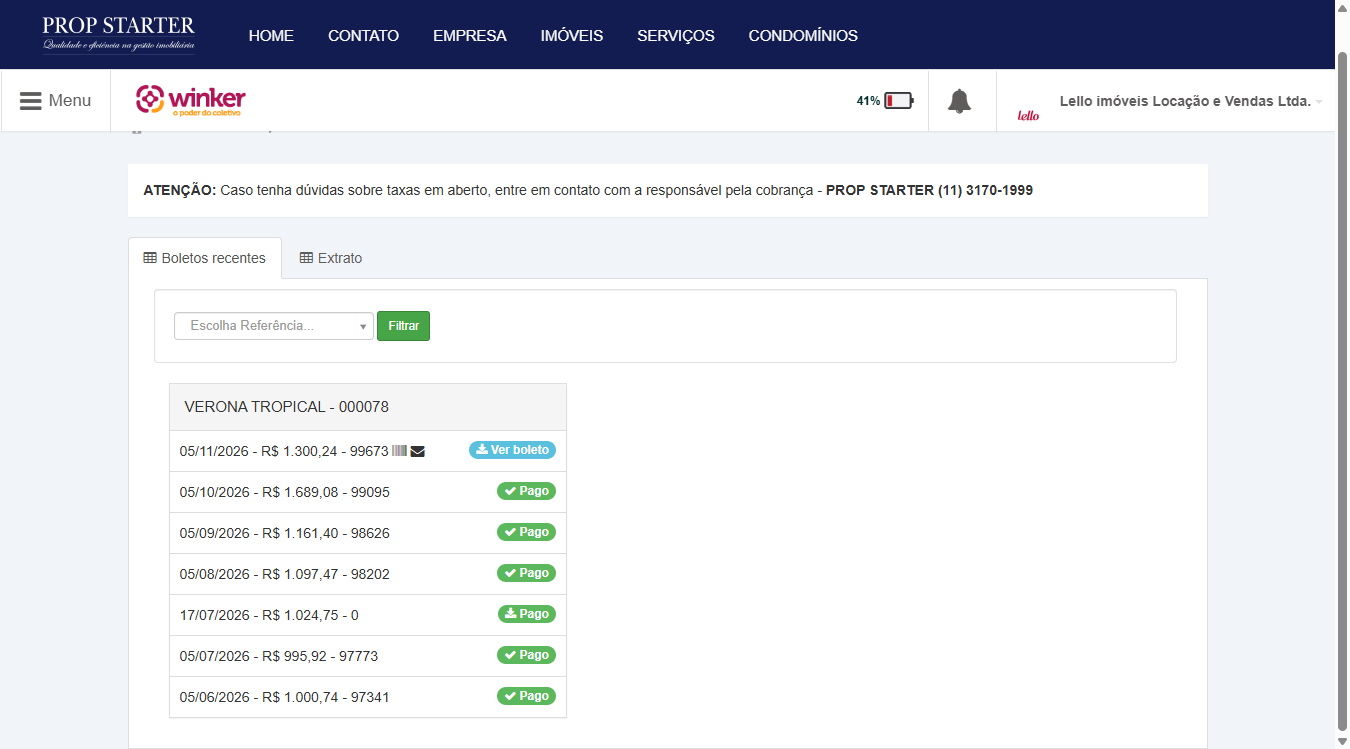 PROP STARTER
Qualidade e eficiência na gestão imobiliária
HOME CONTATO EMPRESA IMÓVEIS SERVIÇOS CONDOMÍNIOS
Menu
winker
o poder do coletivo
41%
lello
Lello imóveis Locação e Vendas Ltda.
ATENÇÃO: Caso tenha dúvidas sobre taxas em aberto, entre em contato com a responsável pela cobrança - PROP STARTER (11) 3170-1999
Boletos recentes
Extrato
Escolha Referência...
Filtrar
VERONA TROPICAL - 000078
05/11/2026 - R$ 1.300,24 - 99673 Ver boleto
05/10/2026 - R$ 1.689,08 - 99095 Pago
05/09/2026 - R$ 1.161,40 - 98626 Pago
05/08/2026 - R$ 1.097,47 - 98202 Pago
17/07/2026 - R$ 1.024,75 - 0 Pago
05/07/2026 - R$ 995,92 - 97773 Pago
05/06/2026 - R$ 1.000,74 - 97341 Pago